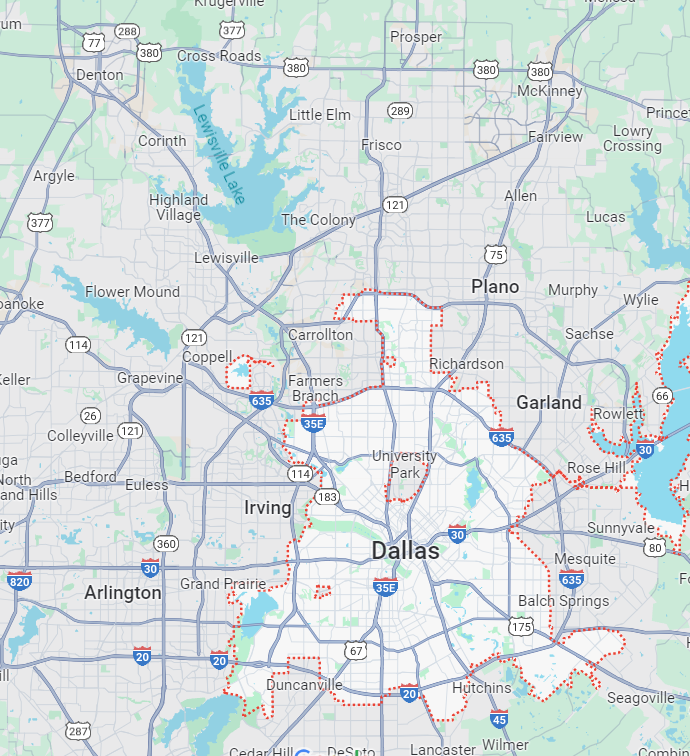 Krugerville
Melissa
um
288
377
77
380
Prosper
Cross Roads
380
380
380
Denton
McKinney
Little Elm
289
Corinth
Lewisville Lake
Frisco
Fairview
Lowry
Crossing
Argyle
Highland
Village
121
Allen
377
The Colony
Lucas
Lewisville
75
Plano
Flower Mound
Murphy
Wylie
oanoke
121
Carrollton
Sachse
114
Coppell
Richardson
Keller
Grapevine
Farmers
Branch
635
66
Garland
26
Rowlett
121
35E
Colleyville
635
30
University
Park
Rose Hill
114
Bedford
Euless
183
and Hills
Irving
Sunnyvale
30
360
80
Dallas
Mesquite
30
820
Grand Prairie
35E
635
Arlington
Balch Springs
175
67
20
20
Duncanville
20
Hutchins
Seagoville
45
287
Cedar Hill
DeSoto
Lancaster
Wilmer